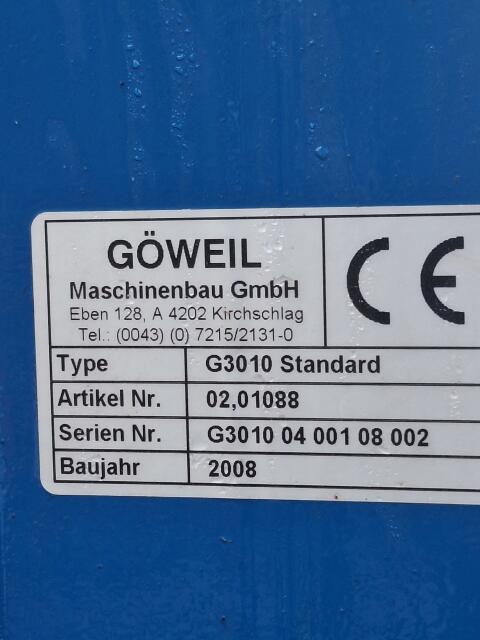 GÖWEIL
Maschinenbau GmbH
Eben 128, A 4202 Kirchschlag
Tel.: (0043) (0) 7215/2131-0
CE
Type G3010 Standard
Artikel Nr. 02,01088
Serien Nr. G3010 04 001 08 002
Baujahr 2008